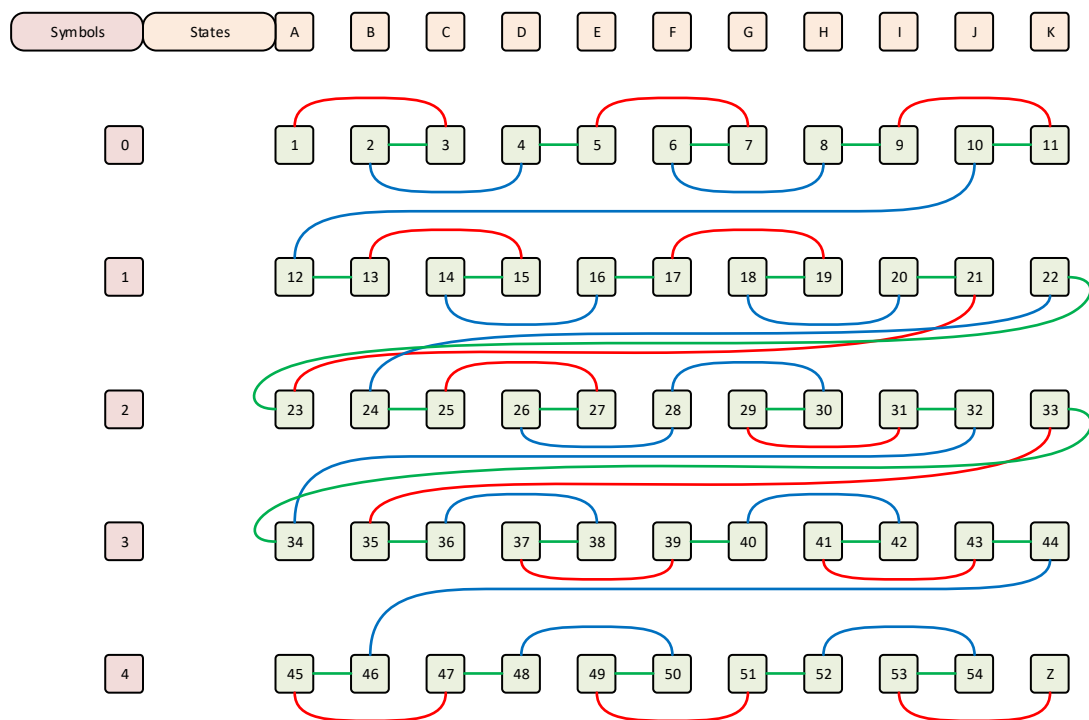 Symbols States A B C D E F G H I J K
0 1 2 3 4 5 6 7 8 9 10 11
1 12 13 14 15 16 17 18 19 20 21 22
2 23 24 25 26 27 28 29 30 31 32 33
3 34 35 36 37 38 39 40 41 42 43 44
4 45 46 47 48 49 50 51 52 53 54 Z